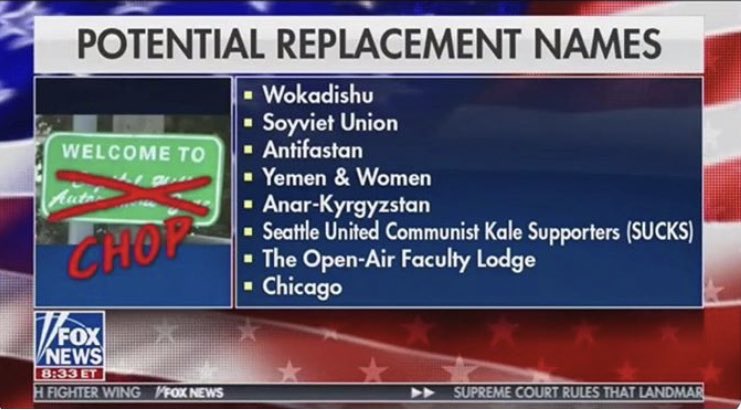 POTENTIAL REPLACEMENT NAMES
WELCOME TO
CHOP
Wokadishu
Soyviet Union
Antifastan
Yemen & Women
Anar-Kyrgyzstan
Seattle United Communist Kale Supporters (SUCKS)
The Open-Air Faculty Lodge
Chicago
FOX
NEWS
8:33 ET
H FIGHTER WING FOX NEWS SUPREME COURT RULES THAT LANDMAR